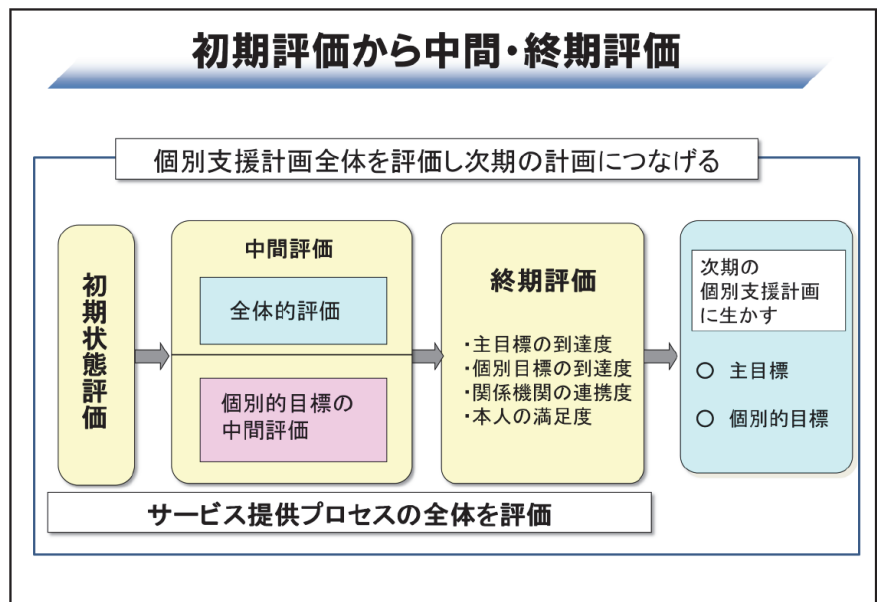 初期評価から中間・終期評価
個別支援計画全体を評価し次期の計画につなげる
初期状態評価
中間評価
全体的評価
個別的目標の
中間評価
終期評価
・主目標の到達度
・個別目標の到達度
・関係機関の連携度
・本人の満足度
次期の
個別支援計画
に生かす
○ 主目標
○ 個別的目標
サービス提供プロセスの全体を評価